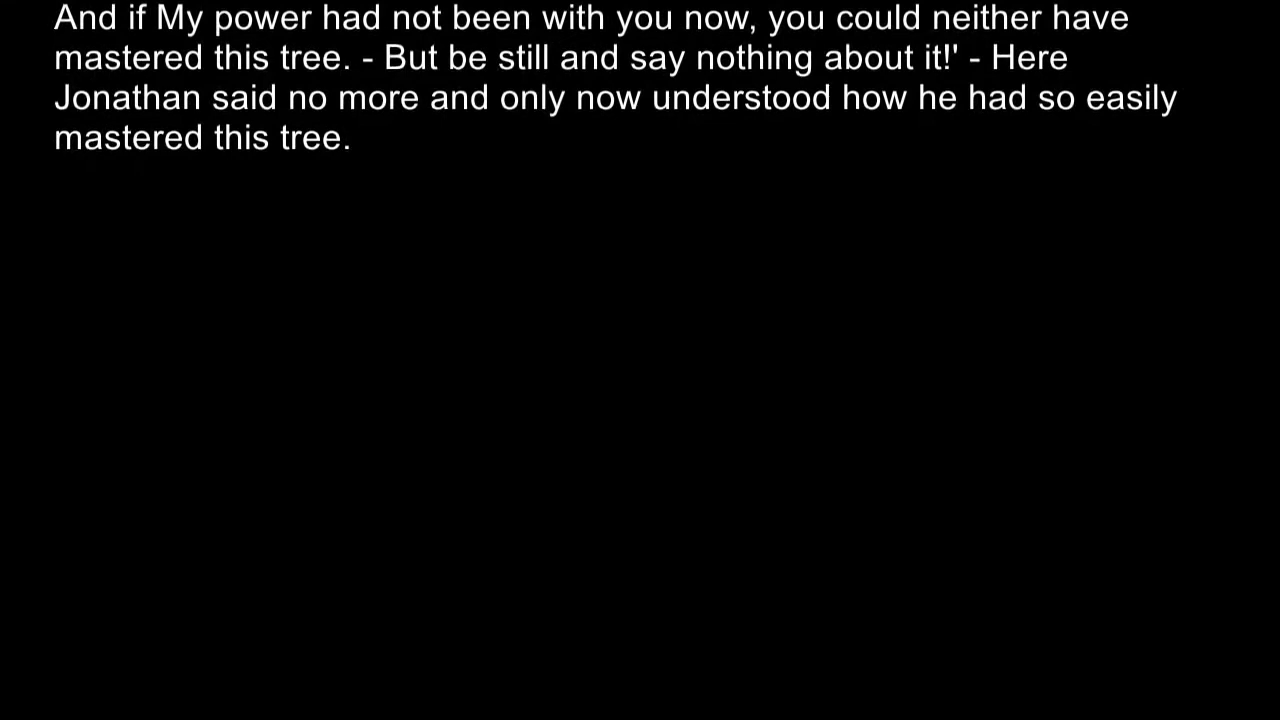 And if My power had not been with you now, you could neither have
mastered this tree. - But be still and say nothing about it!' - Here
Jonathan said no more and only now understood how he had so easily
mastered this tree.